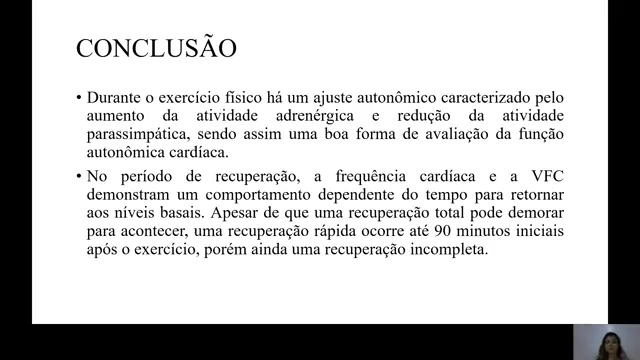 CONCLUSÃO
• Durante o exercício físico há um ajuste autonômico caracterizado pelo
aumento da atividade adrenérgica e redução da atividade
parassimpática, sendo assim uma boa forma de avaliação da função
autonômica cardíaca.
• No período de recuperação, a frequência cardíaca e a VFC
demonstram um comportamento dependente do tempo para retornar
aos níveis basais. Apesar de que uma recuperação total pode demorar
para acontecer, uma recuperação rápida ocorre até 90 minutos iniciais
após o exercício, porém ainda uma recuperação incompleta.